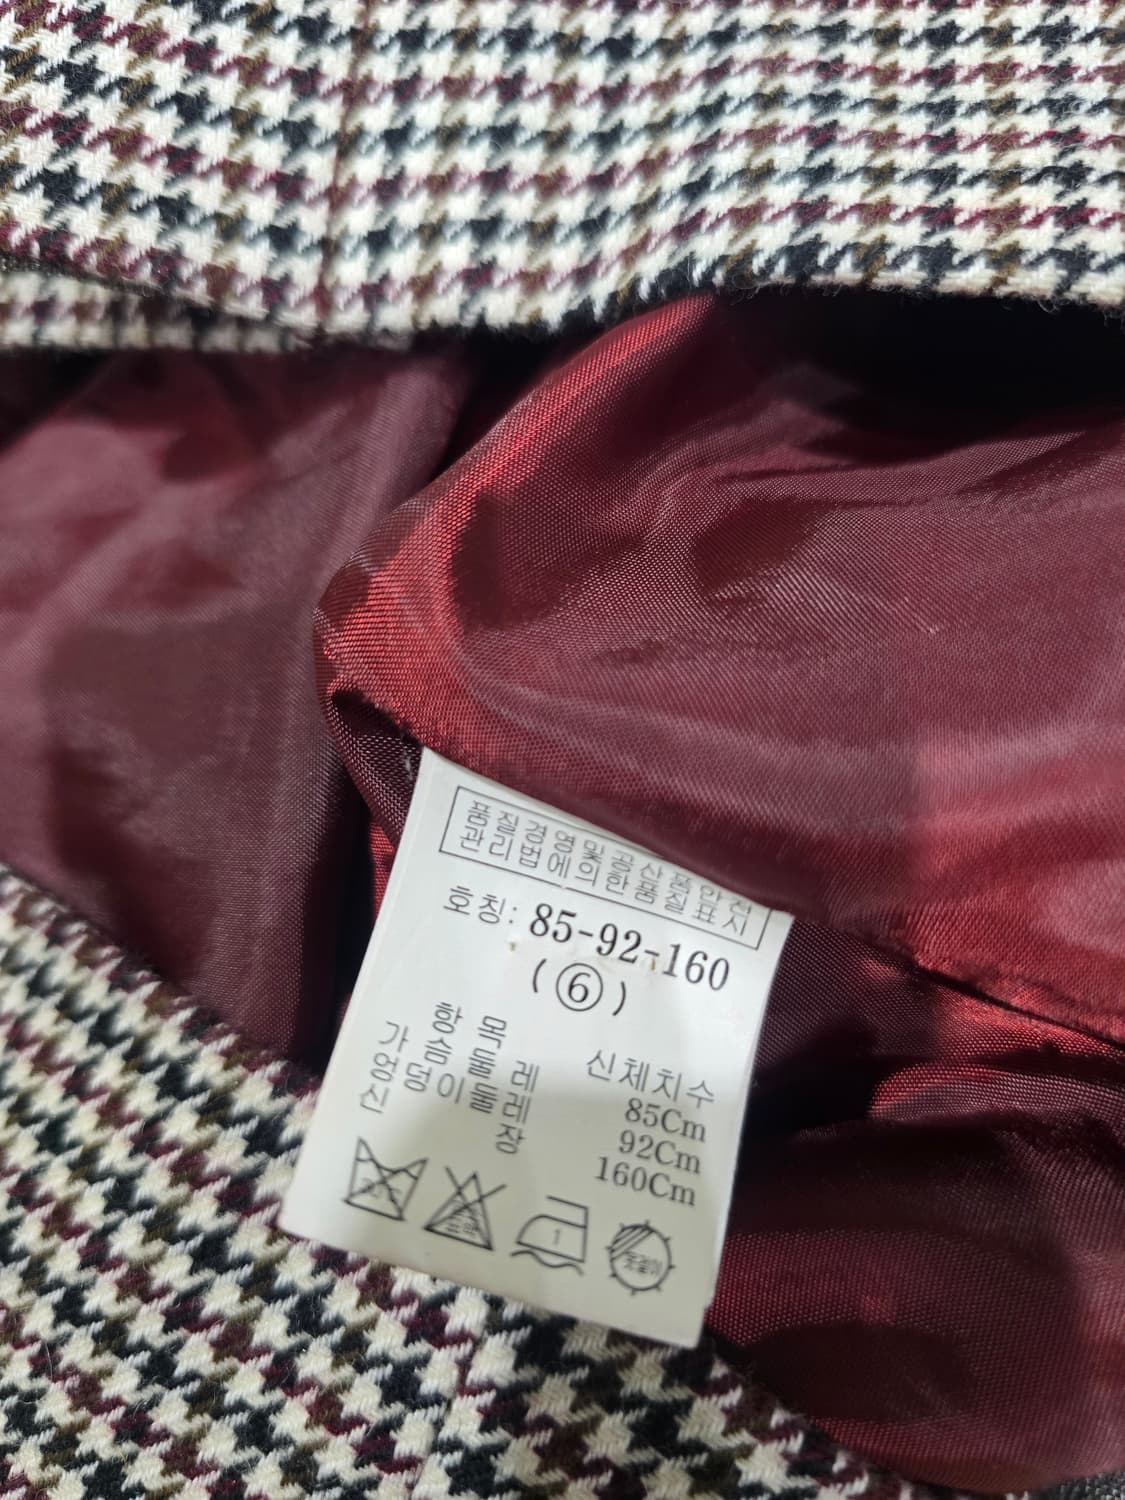 품질경영 및 공산품안전
관리법에 의한 품질표시
호칭: 85-92-160
(⑥)
신체치수
가슴둘레 85Cm
엉덩이둘레 92Cm
신장 160Cm
1